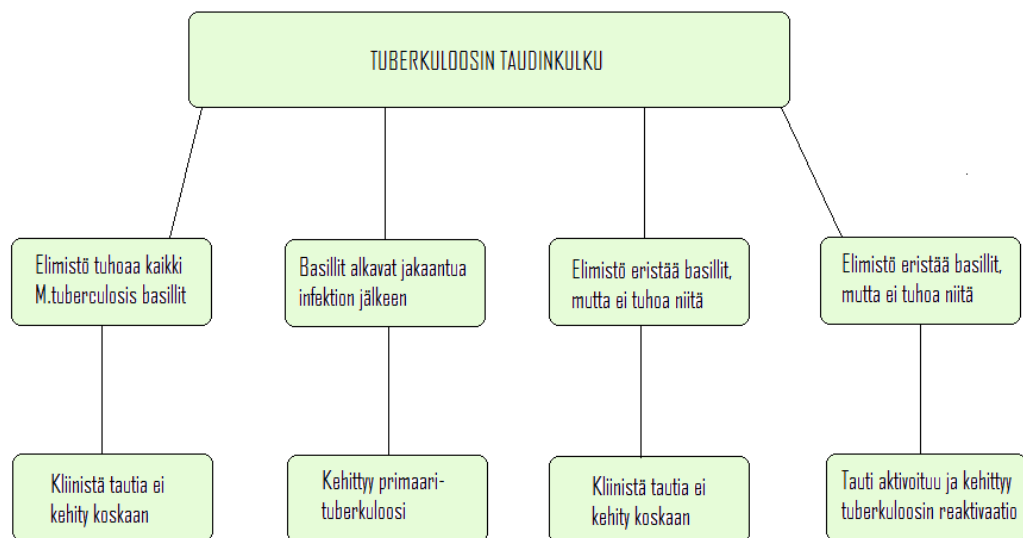 TUBERKULOOSIN TAUDINKULKU
Elimistö tuhoaa kaikki
M.tuberculosis basillit
Basillit alkavat jakaantua
infektion jälkeen
Elimistö eristää basillit,
mutta ei tuhoa niitä
Elimistö eristää basillit,
mutta ei tuhoa niitä
Kliinistä tautia ei
kehity koskaan
Kehittyy primaari-
tuberkuloosi
Kliinistä tautia ei
kehity koskaan
Tauti aktivoituu ja kehittyy
tuberkuloosin reaktivaatio